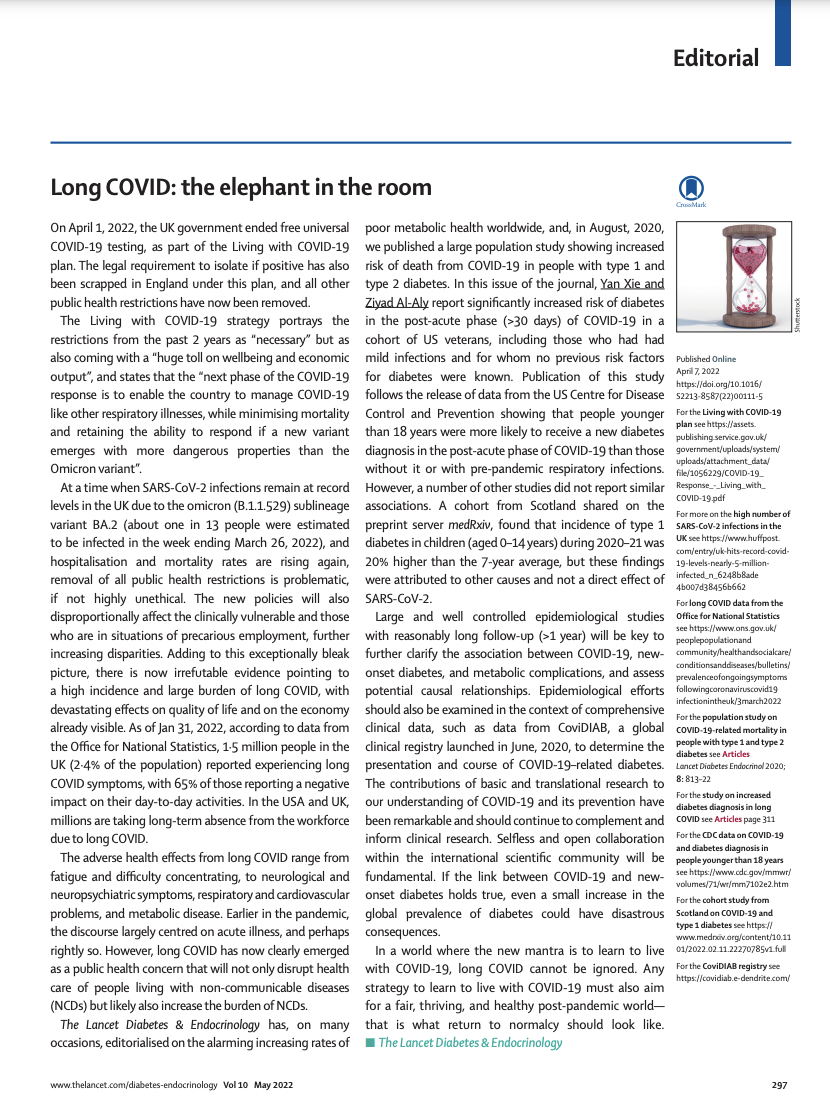 Editorial
Long COVID: the elephant in the room
On April 1, 2022, the UK government ended free universal
COVID-19 testing, as part of the Living with COVID-19
plan. The legal requirement to isolate if positive has also
been scrapped in England under this plan, and all other
public health restrictions have now been removed.
The Living with COVID-19 strategy portrays the
restrictions from the past 2 years as “necessary” but as
also coming with a “huge toll on wellbeing and economic
output”, and states that the “next phase of the COVID-19
response is to enable the country to manage COVID-19
like other respiratory illnesses, while minimising mortality
and retaining the ability to respond if a new variant
emerges with more dangerous properties than the
Omicron variant”.
At a time when SARS-CoV-2 infections remain at record
levels in the UK due to the omicron (B.1.1.529) sublineage
variant BA.2 (about one in 13 people were estimated
to be infected in the week ending March 26, 2022), and
hospitalisation and mortality rates are rising again,
removal of all public health restrictions is problematic,
if not highly unethical. The new policies will also
disproportionally affect the clinically vulnerable and those
who are in situations of precarious employment, further
increasing disparities. Adding to this exceptionally bleak
picture, there is now irrefutable evidence pointing to
a high incidence and large burden of long COVID, with
devastating effects on quality of life and on the economy
already visible. As of Jan 31, 2022, according to data from
the Office for National Statistics, 1·5 million people in the
UK (2·4% of the population) reported experiencing long
COVID symptoms, with 65% of those reporting a negative
impact on their day-to-day activities. In the USA and UK,
millions are taking long-term absence from the workforce
due to long COVID.
The adverse health effects from long COVID range from
fatigue and difficulty concentrating, to neurological and
neuropsychiatric symptoms, respiratory and cardiovascular
problems, and metabolic disease. Earlier in the pandemic,
the discourse largely centred on acute illness, and perhaps
rightly so. However, long COVID has now clearly emerged
as a public health concern that will not only disrupt health
care of people living with non-communicable diseases
(NCDs) but likely also increase the burden of NCDs.
The Lancet Diabetes & Endocrinology has, on many
occasions, editorialised on the alarming increasing rates of
poor metabolic health worldwide, and, in August, 2020,
we published a large population study showing increased
risk of death from COVID-19 in people with type 1 and
type 2 diabetes. In this issue of the journal, Yan Xie and
Ziyad Al-Aly report significantly increased risk of diabetes
in the post-acute phase (>30 days) of COVID-19 in a
cohort of US veterans, including those who had had
mild infections and for whom no previous risk factors
for diabetes were known. Publication of this study
follows the release of data from the US Centre for Disease
Control and Prevention showing that people younger
than 18 years were more likely to receive a new diabetes
diagnosis in the post-acute phase of COVID-19 than those
without it or with pre-pandemic respiratory infections.
However, a number of other studies did not report similar
associations. A cohort from Scotland shared on the
preprint server medRxiv, found that incidence of type 1
diabetes in children (aged 0–14 years) during 2020–21 was
20% higher than the 7-year average, but these findings
were attributed to other causes and not a direct effect of
SARS-CoV-2.
Large and well controlled epidemiological studies
with reasonably long follow-up (>1 year) will be key to
further clarify the association between COVID-19, new-
onset diabetes, and metabolic complications, and assess
potential causal relationships. Epidemiological efforts
should also be examined in the context of comprehensive
clinical data, such as data from CoviDIAB, a global
clinical registry launched in June, 2020, to determine the
presentation and course of COVID-19–related diabetes.
The contributions of basic and translational research to
our understanding of COVID-19 and its prevention have
been remarkable and should continue to complement and
inform clinical research. Selfless and open collaboration
within the international scientific community will be
fundamental. If the link between COVID-19 and new-
onset diabetes holds true, even a small increase in the
global prevalence of diabetes could have disastrous
consequences.
In a world where the new mantra is to learn to live
with COVID-19, long COVID cannot be ignored. Any
strategy to learn to live with COVID-19 must also aim
for a fair, thriving, and healthy post-pandemic world—
that is what return to normalcy should look like.
■ The Lancet Diabetes & Endocrinology
CrossMark
Shutterstock
Published Online
April 7, 2022
https://doi.org/10.1016/
S2213-8587(22)00111-5
For the Living with COVID-19
plan see https://assets.
publishing.service.gov.uk/
government/uploads/system/
uploads/attachment_data/
file/1056229/COVID-19_
Response_-_Living_with_
COVID-19.pdf
For more on the high number of
SARS-CoV-2 infections in the
UK see https://www.huffpost.
com/entry/uk-hits-record-covid-
19-levels-nearly-5-million-
infected_n_6248b8ade
4b007d38456b662
For long COVID data from the
Office for National Statistics
see https://www.ons.gov.uk/
peoplepopulationand
community/healthandsocialcare/
conditionsanddiseases/bulletins/
prevalenceofongoingsymptoms
followingcoronaviruscovid19
infectionintheuk/3march2022
For the population study on
COVID-19-related mortality in
people with type 1 and type 2
diabetes see Articles
Lancet Diabetes Endocrinol 2020;
8: 813–22
For the study on increased
diabetes diagnosis in long
COVID see Articles page 311
For the CDC data on COVID-19
and diabetes diagnosis in
people younger than 18 years
see https://www.cdc.gov/mmwr/
volumes/71/wr/mm7102e2.htm
For the cohort study from
Scotland on COVID-19 and
type 1 diabetes see https://
www.medrxiv.org/content/10.11
01/2022.02.11.22270785v1.full
For the CoviDIAB registry see
https://covidiab.e-dendrite.com/
www.thelancet.com/diabetes-endocrinology Vol 10 May 2022
297